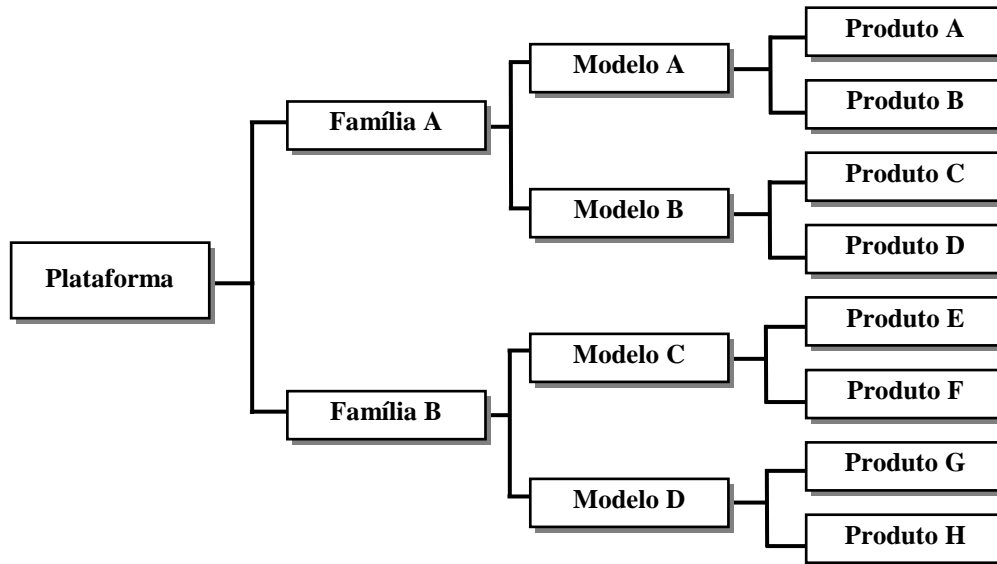 Plataforma
Família A
Família B
Modelo A
Modelo B
Modelo C
Modelo D
Produto A
Produto B
Produto C
Produto D
Produto E
Produto F
Produto G
Produto H